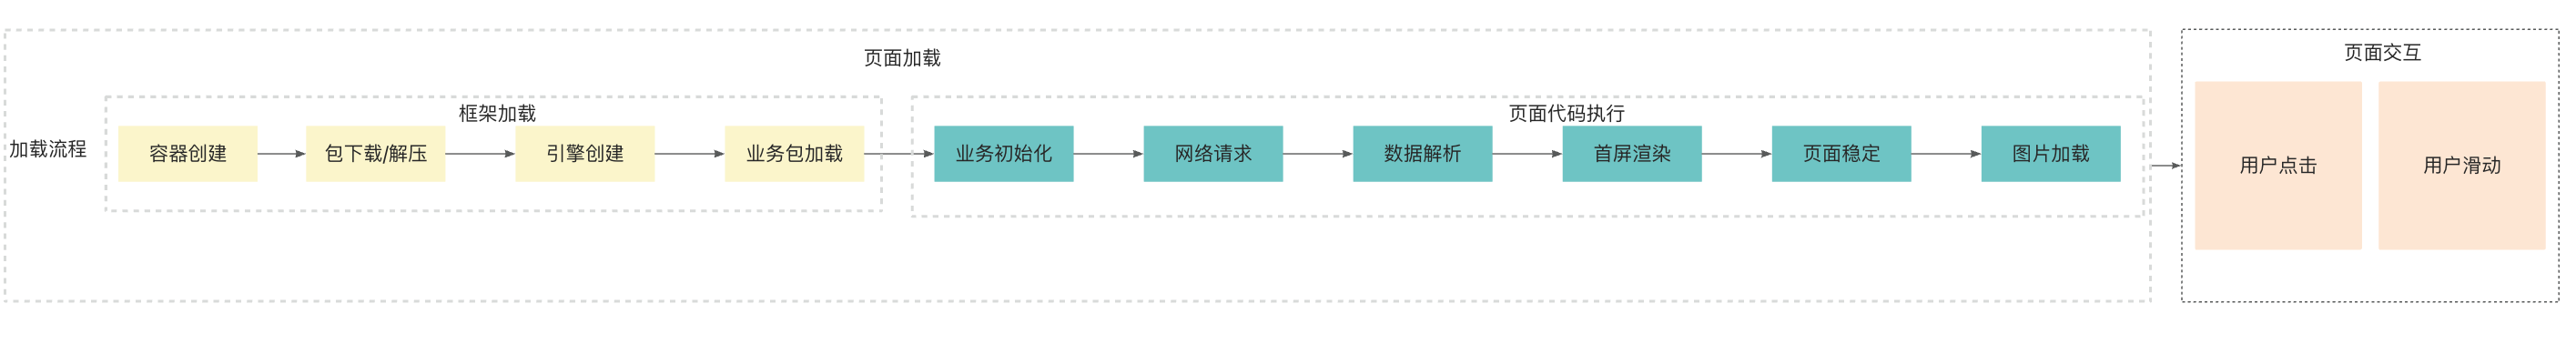 页面加载
页面交互
框架加载
页面代码执行
加载流程
容器创建
包下载/解压
引擎创建
业务包加载
业务初始化
网络请求
数据解析
首屏渲染
页面稳定
图片加载
用户点击
用户滑动